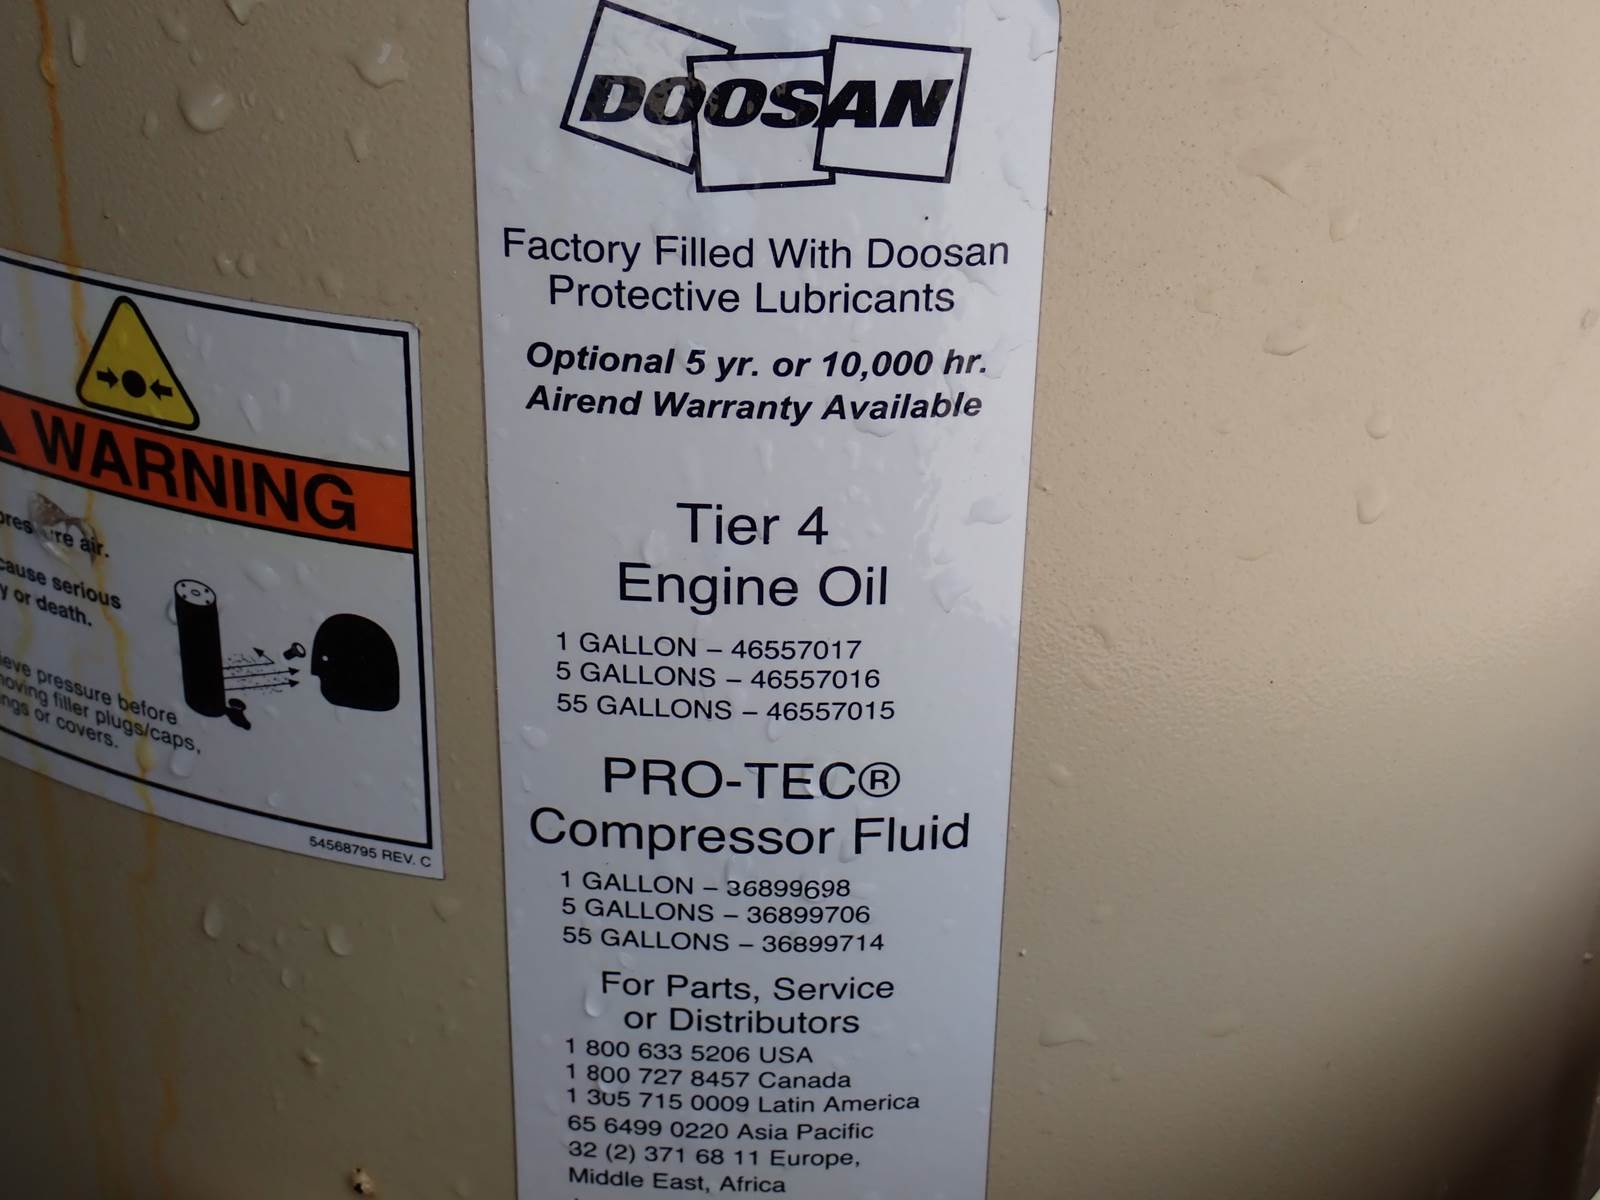 DOOSAN
Factory Filled With Doosan
Protective Lubricants
Optional 5 yr. or 10,000 hr.
Airend Warranty Available
Tier 4
Engine Oil
1 GALLON – 46557017
5 GALLONS – 46557016
55 GALLONS – 46557015
PRO-TEC®
Compressor Fluid
1 GALLON – 36899698
5 GALLONS – 36899706
55 GALLONS – 36899714
For Parts, Service
or Distributors
1 800 633 5206 USA
1 800 727 8457 Canada
1 305 715 0009 Latin America
65 6499 0220 Asia Pacific
32 (2) 371 68 11 Europe,
Middle East, Africa
WARNING
air.
cause serious
or death.
pressure before
filler plugs/caps,
or covers.
54568795 REV. C